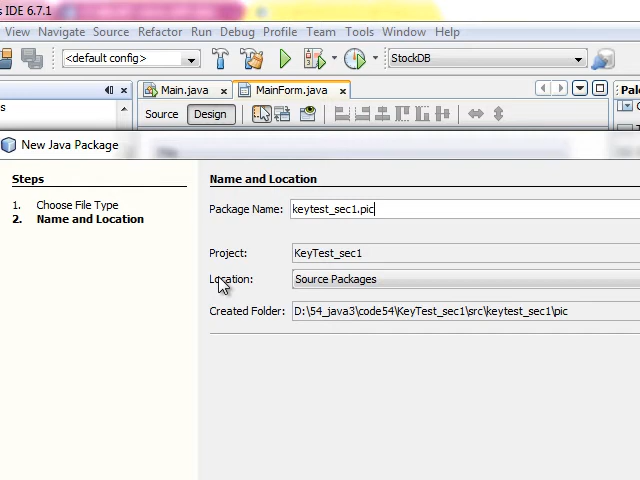 s IDE 6.7.1
View Navigate Source Refactor Run Debug Profile Team Tools Window Help
<default config> StockDB
s Main.java x MainForm.java x Pale
Source Design
New Java Package
Steps Name and Location
1. Choose File Type Package Name: keytest_sec1.pic
2. Name and Location
Project: KeyTest_sec1
Location: Source Packages
Created Folder: D:\54_java3\code54\KeyTest_sec1\src\keytest_sec1\pic